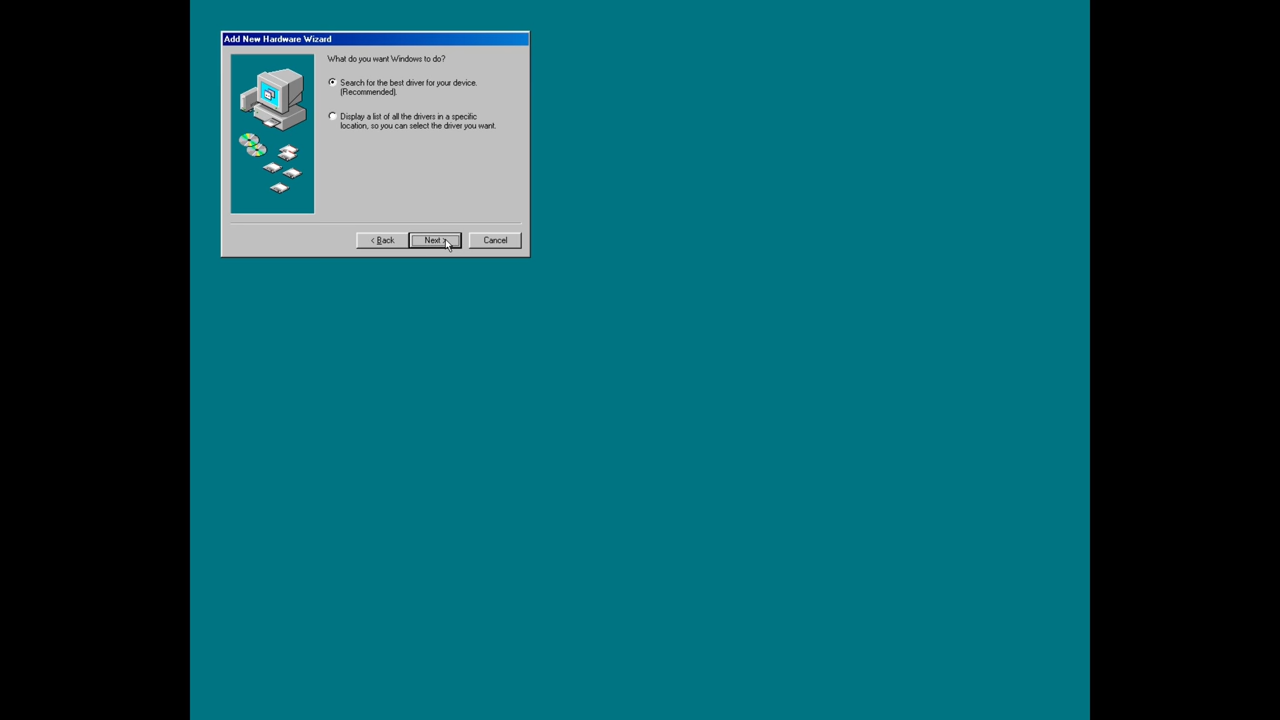 Add New Hardware Wizard
What do you want Windows to do?
Search for the best driver for your device.
(Recommended).
Display a list of all the drivers in a specific
location, so you can select the driver you want.
< Back
Next >
Cancel